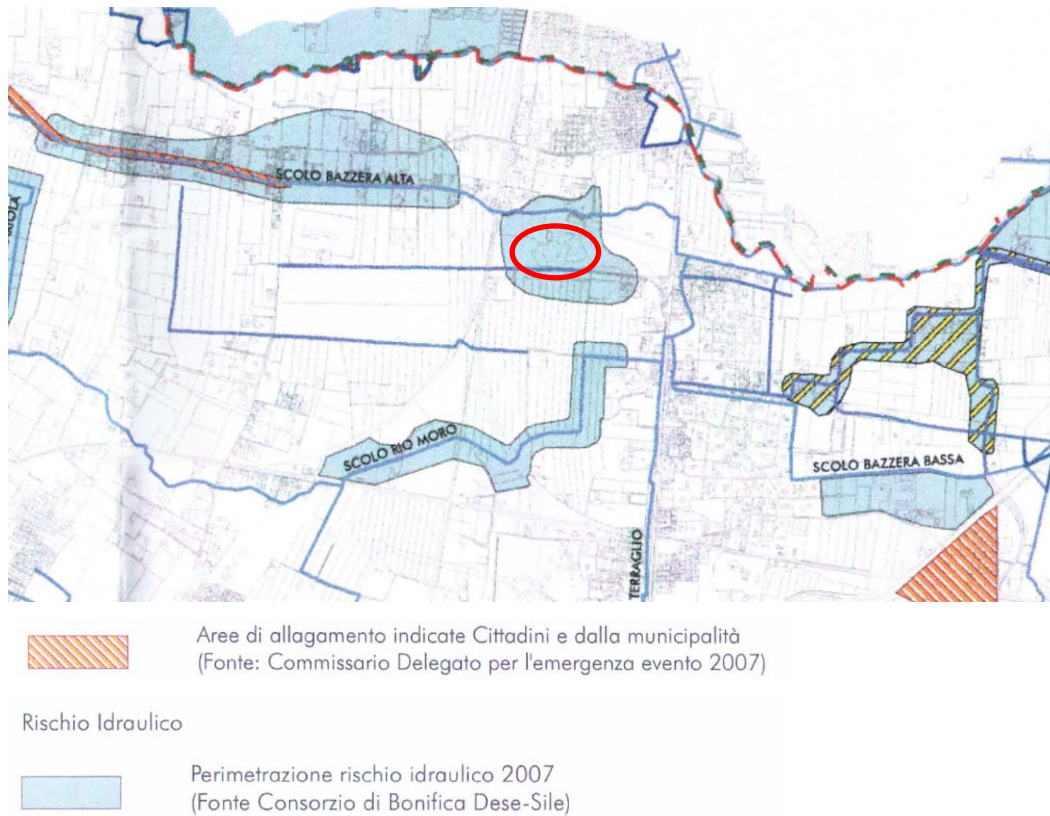 SCOLO BAZZERA ALTA
SCOLO RIO MORO
SCOLO BAZZERA BASSA
TERRAGLIO
Aree di allagamento indicate Cittadini e dalla municipalità
(Fonte: Commissario Delegato per l'emergenza evento 2007)
Rischio Idraulico
Perimetrazione rischio idraulico 2007
(Fonte Consorzio di Bonifica Dese-Sile)